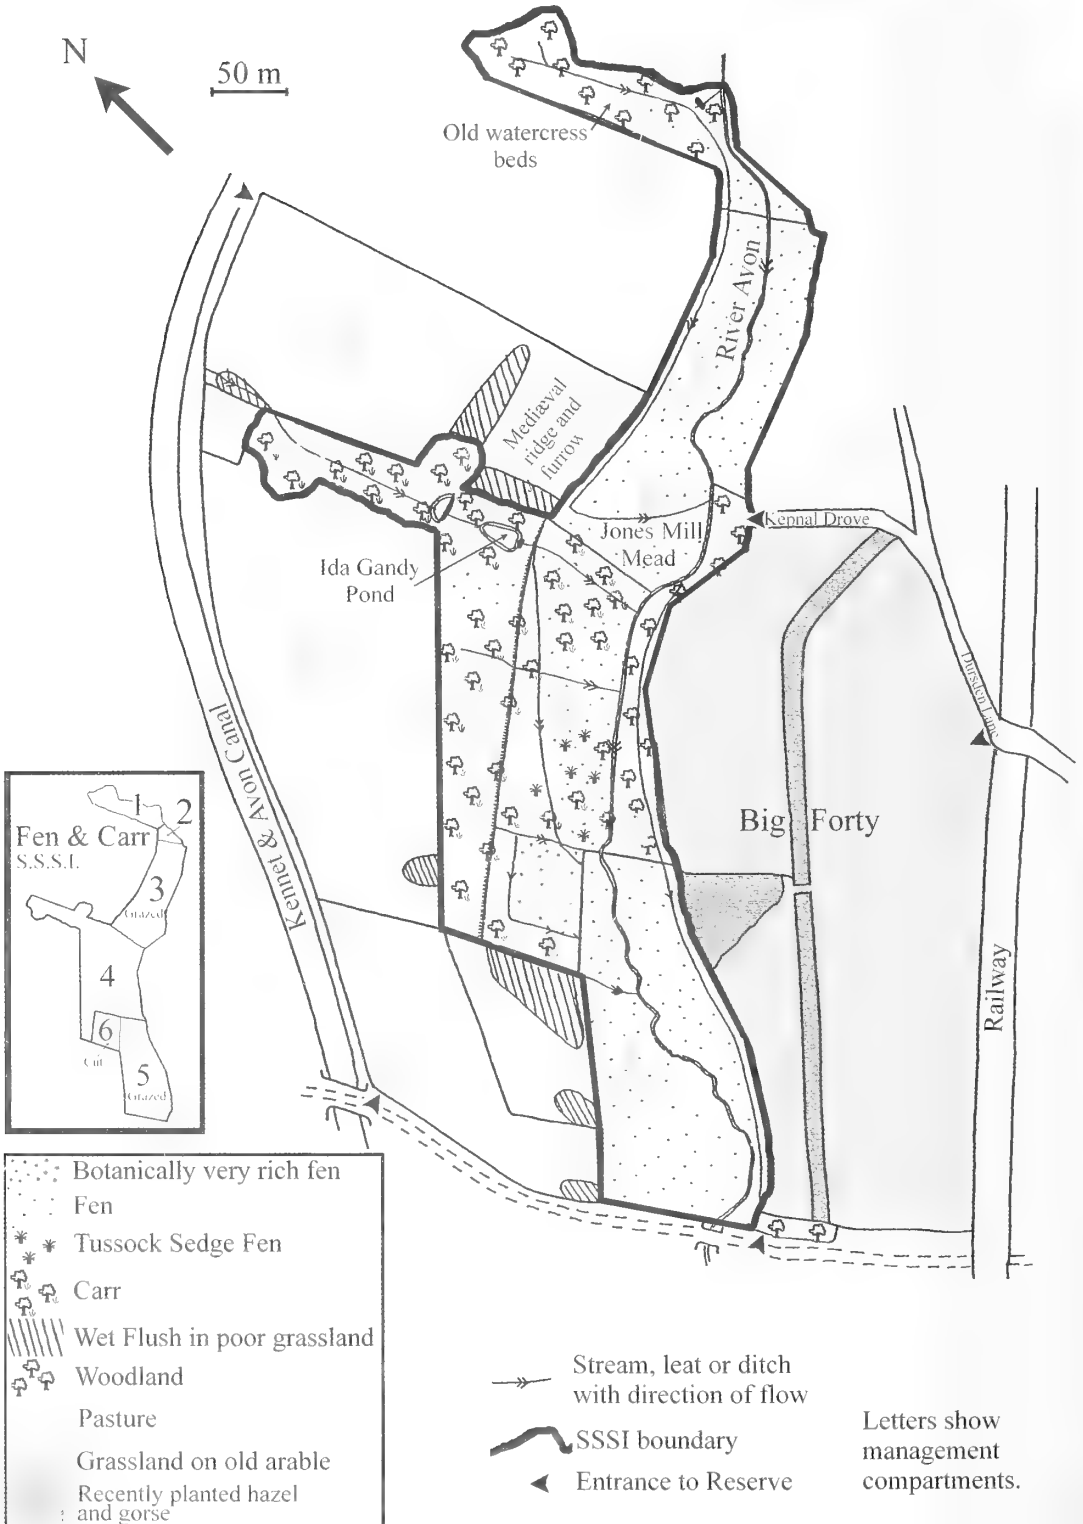 N
50 m
Old watercress
beds
River Avon
Mediæval
ridge and
furrow
Jones Mill
Mead
Kepnal Drove
Ida Gandy
Pond
Dursden Lane
Kennet & Avon Canal
Big Forty
Railway
1
2
Fen & Carr
S.S.S.I.
3
Grazed
4
6
Cut
5
Grazed
Botanically very rich fen
Fen
Tussock Sedge Fen
Carr
Wet Flush in poor grassland
Woodland
Pasture
Grassland on old arable
Recently planted hazel
and gorse
Stream, leat or ditch
with direction of flow
SSSI boundary
Entrance to Reserve
Letters show
management
compartments.